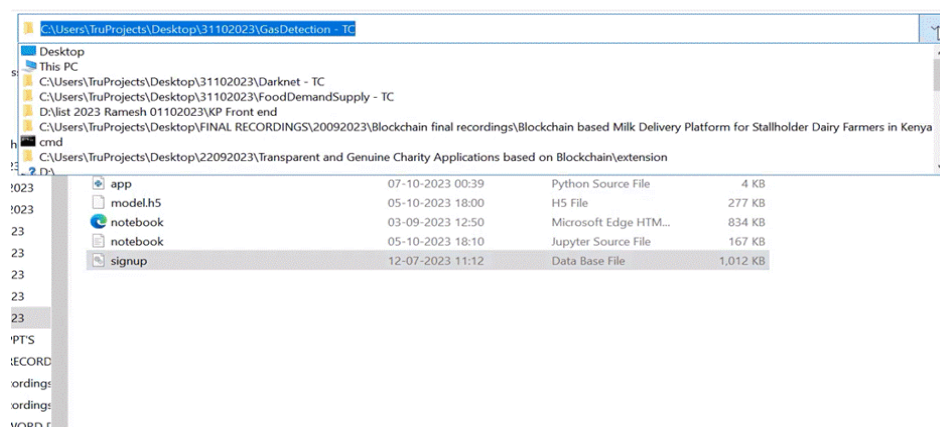 C:\Users\TruProjects\Desktop\31102023\GasDetection - TC
Desktop
This PC
C:\Users\TruProjects\Desktop\31102023\Darknet - TC
C:\Users\TruProjects\Desktop\31102023\FoodDemandSupply - TC
D:\list 2023 Ramesh 01102023\KP Front end
C:\Users\TruProjects\Desktop\FINAL RECORDINGS\20092023\Blockchain final recordings\Blockchain based Milk Delivery Platform for Stallholder Dairy Farmers in Kenya
cmd
C:\Users\TruProjects\Desktop\22092023\Transparent and Genuine Charity Applications based on Blockchain\extension
D:\
app 07-10-2023 00:39 Python Source File 4 KB
model.h5 05-10-2023 18:00 H5 File 277 KB
notebook 03-09-2023 12:50 Microsoft Edge HTM... 834 KB
notebook 05-10-2023 18:10 Jupyter Source File 167 KB
signup 12-07-2023 11:12 Data Base File 1,012 KB
2023
2023
23
23
23
23
23
PPT'S
RECORD
cordings
cordings